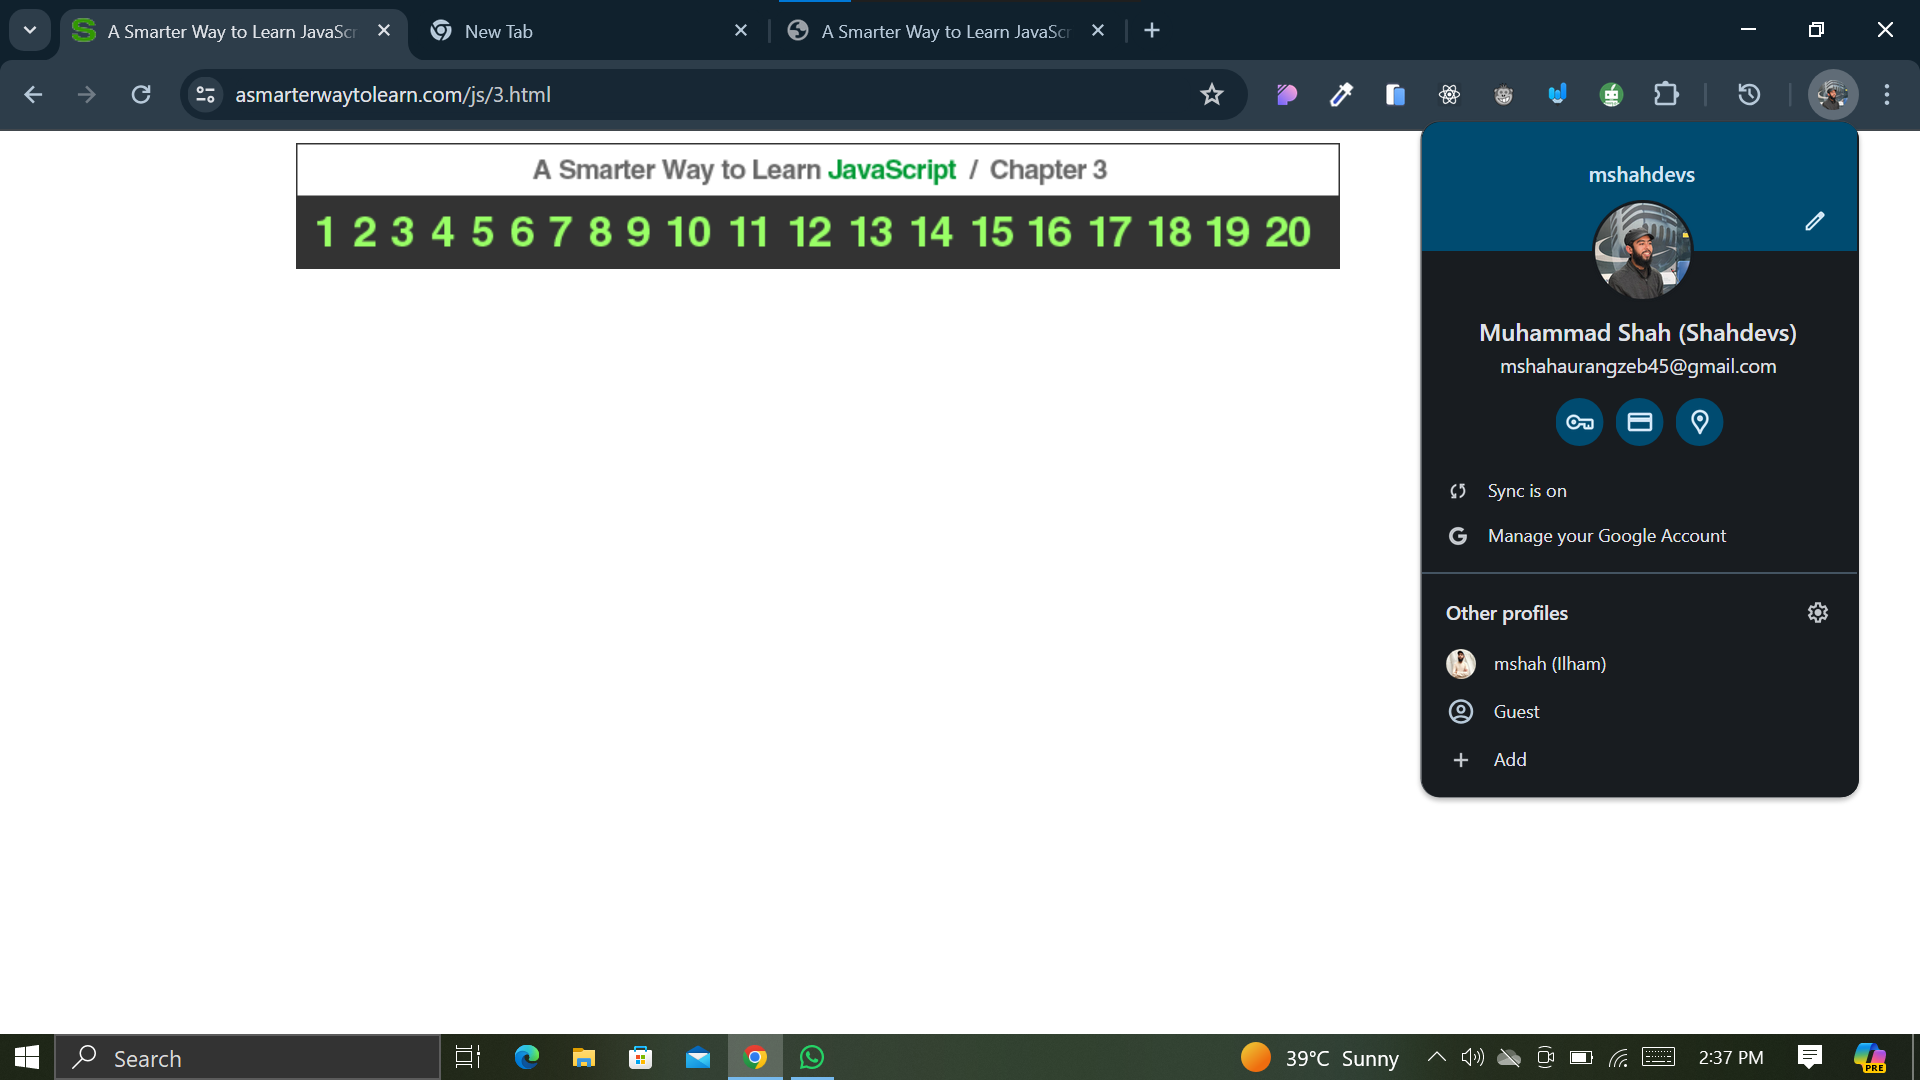 A Smarter Way to Learn JavaScr
New Tab
A Smarter Way to Learn JavaScr
asmarterwaytolearn.com/js/3.html
A Smarter Way to Learn JavaScript / Chapter 3
1 2 3 4 5 6 7 8 9 10 11 12 13 14 15 16 17 18 19 20
mshahdevs
Muhammad Shah (Shahdevs)
mshahaurangzeb45@gmail.com
Sync is on
Manage your Google Account
Other profiles
mshah (Ilham)
Guest
Add
Search
39°C Sunny
2:37 PM
PRE